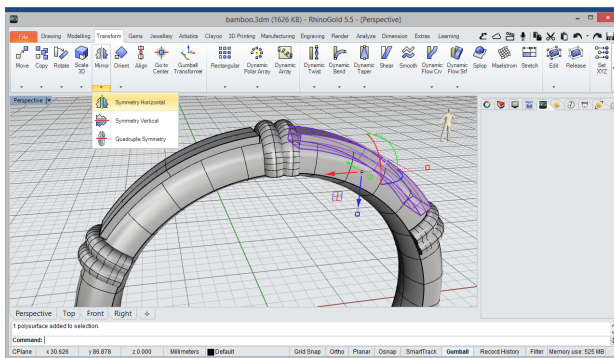 bamboo.3dm (1626 KB) - RhinoGold 5.5 - [Perspective]
File Drawing Modelling Transform Gems Jewellery Artistics Clayoo 3D Printing Manufacturing Engraving Render Analyze Dimension Extras Learning
Move Copy Rotate Scale 3D Mirror Orient Align Go to Center Gumball Transformer Rectangular Dynamic Polar Array Dynamic Array Dynamic Twist Dynamic Bend Dynamic Taper Shear Smooth Dynamic Flow Crv Dynamic Flow Srf Splop Maelstrom Stretch Edit Release Set XYZ
Perspective
Symmetry Horizontal
Symmetry Vertical
Quadruple Symmetry
Perspective Top Front Right
1 polysurface added to selection.
Command:
CPlane x 30.626 y 86.878 z 0.000 Millimeters Default Grid Snap Ortho Planar Osnap SmartTrack Gumball Record History Filter Memory use: 525 MB